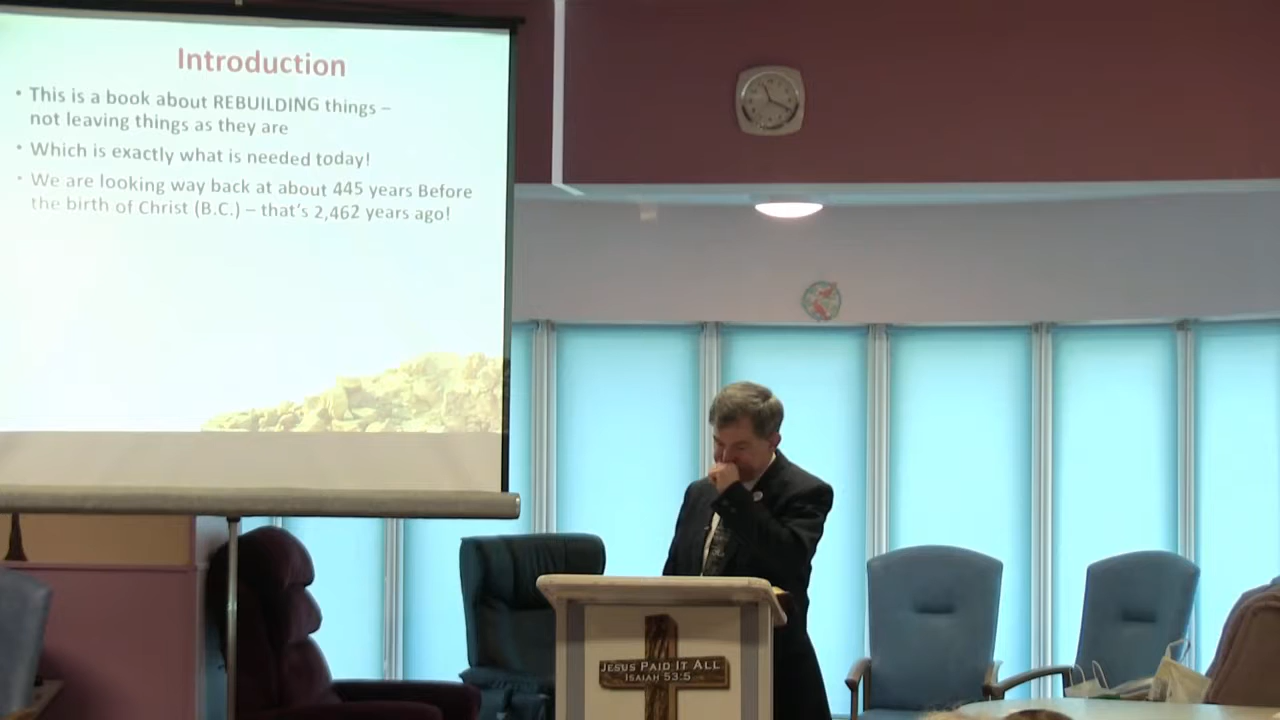 Introduction
• This is a book about REBUILDING things –
not leaving things as they are
• Which is exactly what is needed today!
• We are looking way back at about 445 years Before
the birth of Christ (B.C.) – that's 2,462 years ago!
JESUS PAID IT ALL
ISAIAH 53:5